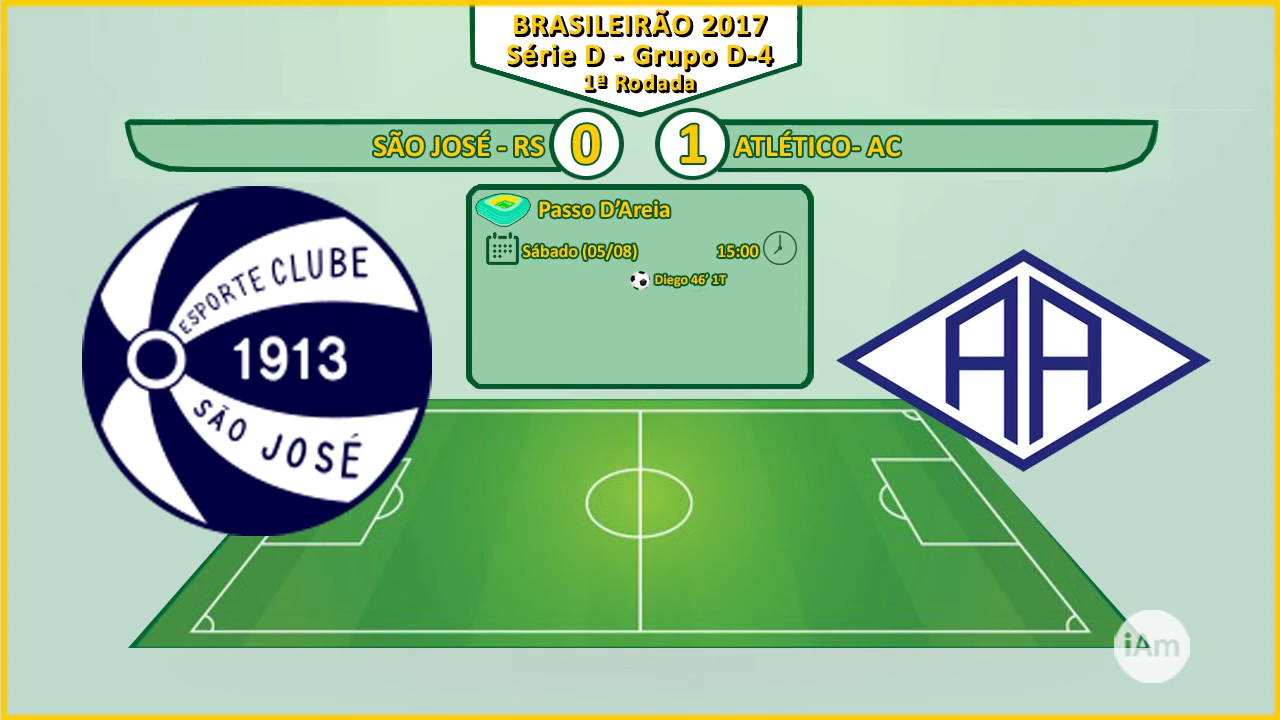 BRASILEIRÃO 2017
Série D - Grupo D-4
1ª Rodada
SÃO JOSÉ - RS 0 1 ATLÉTICO- AC
Passo D'Areia
Sábado (05/08) 15:00
Diego 46' 1T
ESPORTE CLUBE
1913
SÃO JOSÉ
AA
iAm